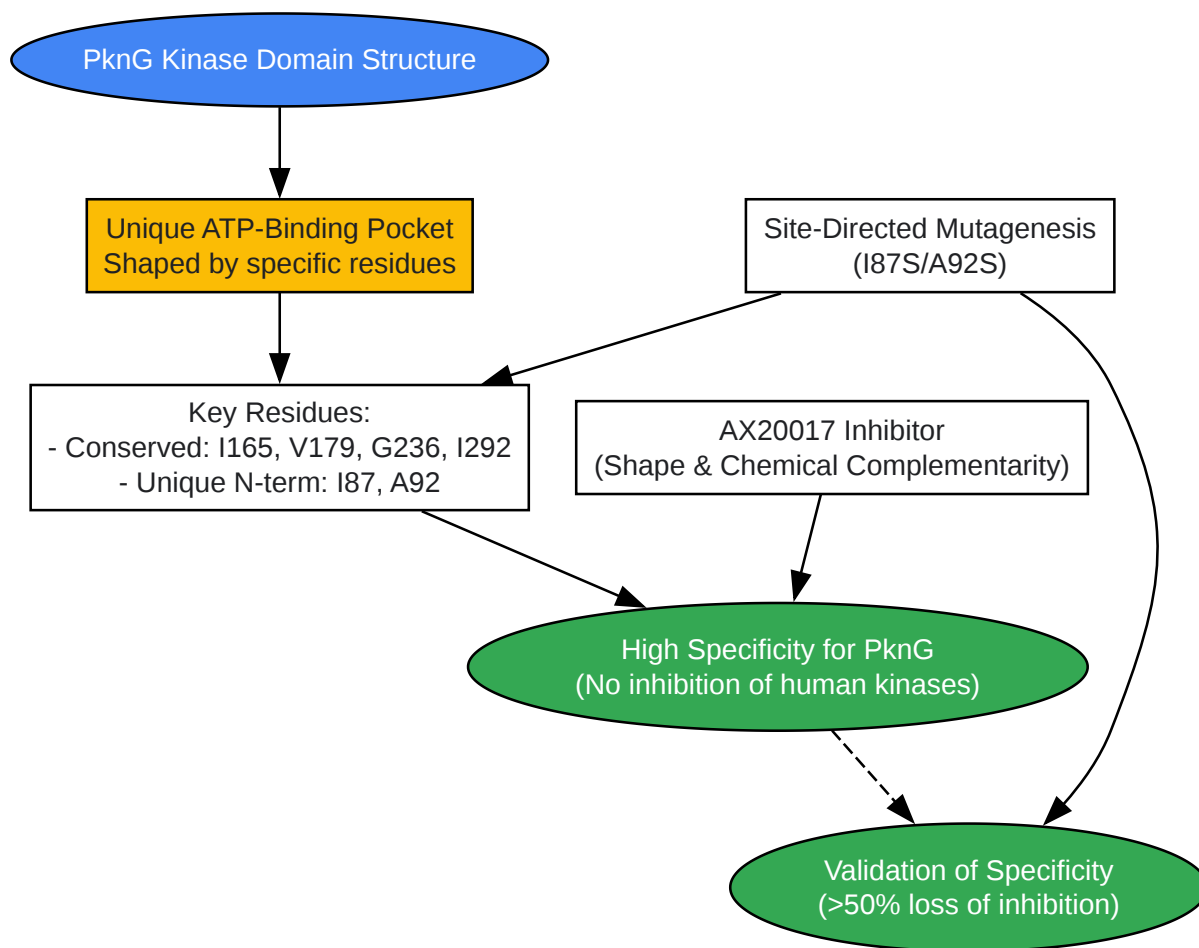 PknG Kinase Domain Structure
Unique ATP-Binding Pocket
Shaped by specific residues
Site-Directed Mutagenesis
(I87S/A92S)
Key Residues:
- Conserved: I165, V179, G236, I292
- Unique N-term: I87, A92
AX20017 Inhibitor
(Shape & Chemical Complementarity)
High Specificity for PknG
(No inhibition of human kinases)
Validation of Specificity
(>50% loss of inhibition)